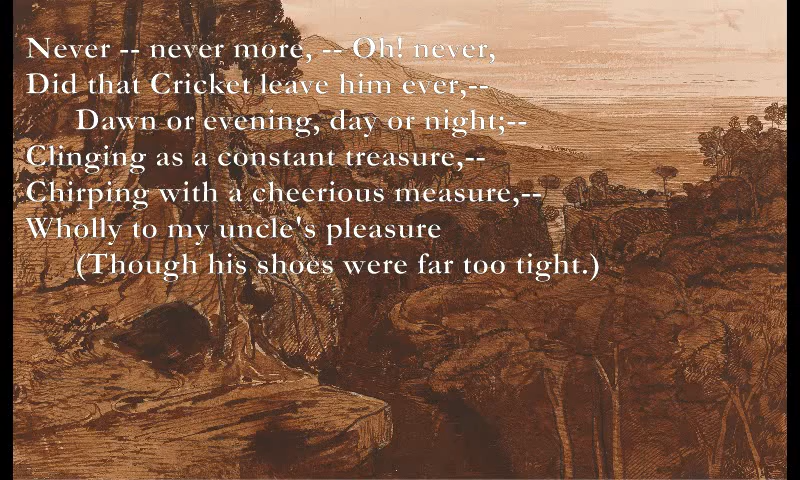 Never -- never more, -- Oh! never,
Did that Cricket leave him ever,--
Dawn or evening, day or night;--
Clinging as a constant treasure,--
Chirping with a cheerious measure,--
Wholly to my uncle's pleasure
(Though his shoes were far too tight.)